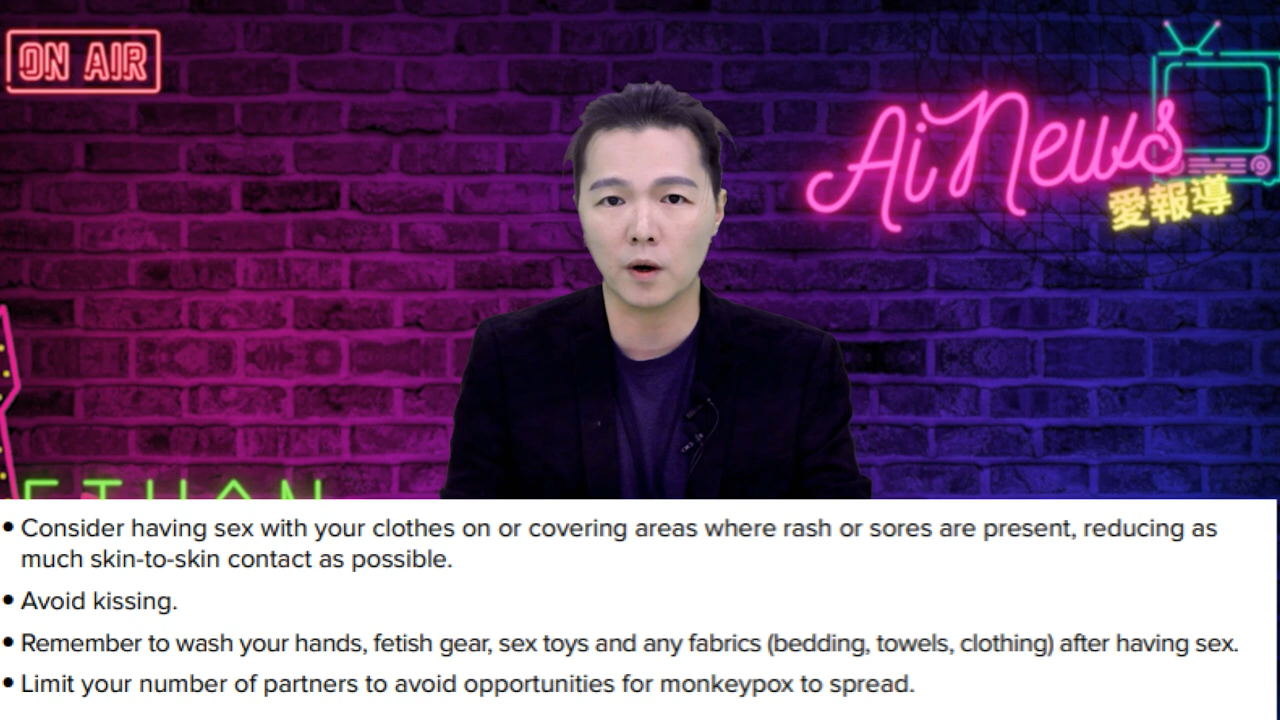 ON AIR
Ai News
愛報導
ETHAN
• Consider having sex with your clothes on or covering areas where rash or sores are present, reducing as
much skin-to-skin contact as possible.
• Avoid kissing.
• Remember to wash your hands, fetish gear, sex toys and any fabrics (bedding, towels, clothing) after having sex.
• Limit your number of partners to avoid opportunities for monkeypox to spread.